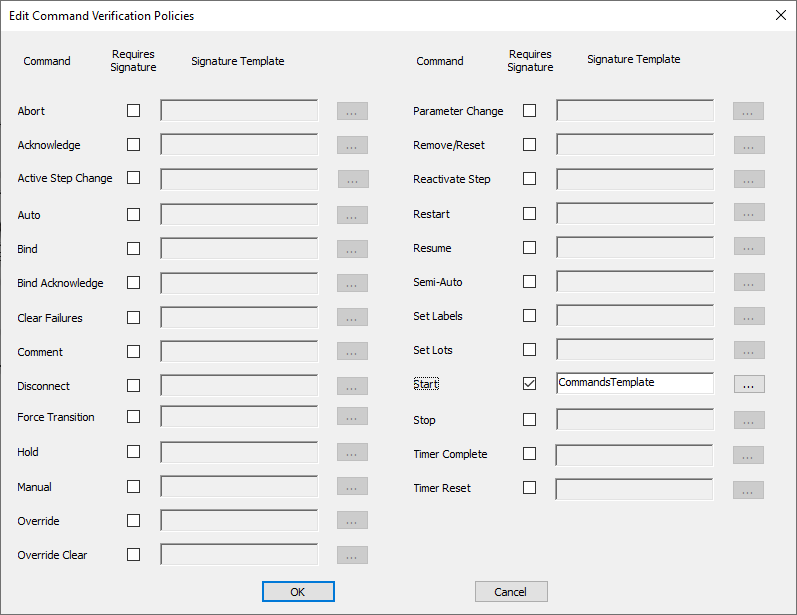 Edit Command Verification Policies
Command
Requires
Signature
Signature Template
Abort
...
Acknowledge
...
Active Step Change
...
Auto
...
Bind
...
Bind Acknowledge
...
Clear Failures
...
Comment
...
Disconnect
...
Force Transition
...
Hold
...
Manual
...
Override
...
Override Clear
...
Command
Requires
Signature
Signature Template
Parameter Change
...
Remove/Reset
...
Reactivate Step
...
Restart
...
Resume
...
Semi-Auto
...
Set Labels
...
Set Lots
...
Start
CommandsTemplate
...
Stop
...
Timer Complete
...
Timer Reset
...
OK
Cancel